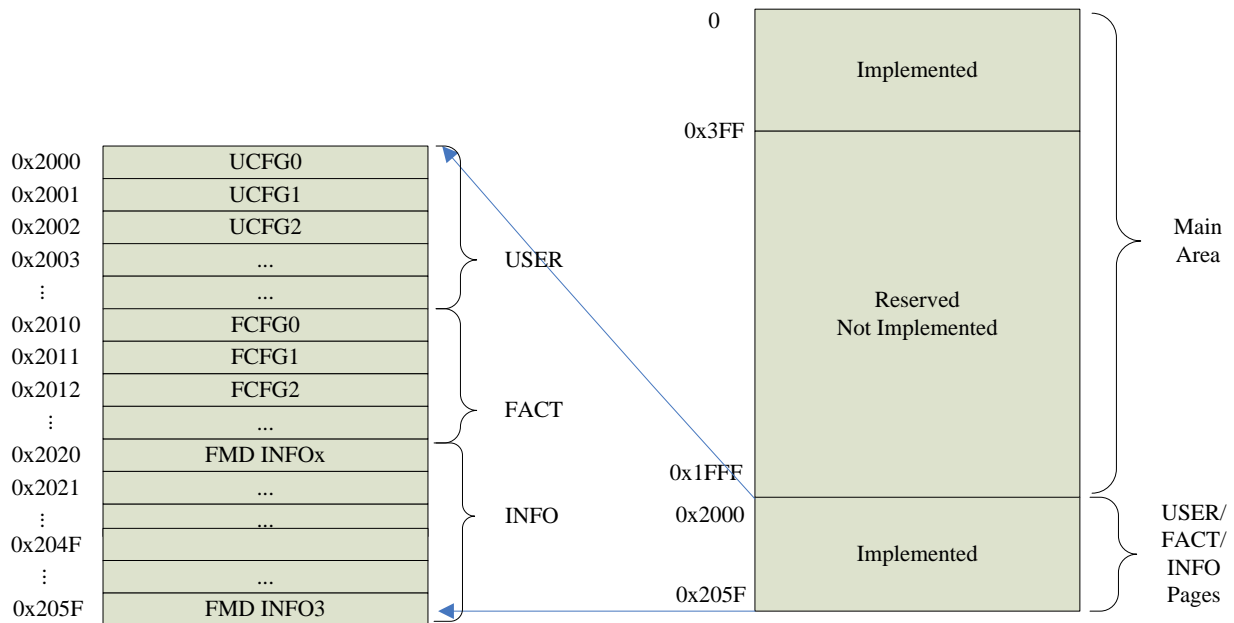 0x2000 UCFG0
0x2001 UCFG1
0x2002 UCFG2
0x2003 ...
⋮ ...
USER
0x2010 FCFG0
0x2011 FCFG1
0x2012 FCFG2
⋮ ...
FACT
0x2020 FMD INFOx
0x2021 ...
⋮ ...
0x204F
⋮ ...
0x205F FMD INFO3
INFO
0
Implemented
0x3FF
Reserved
Not Implemented
0x1FFF
Main
Area
0x2000
Implemented
0x205F
USER/
FACT/
INFO
Pages